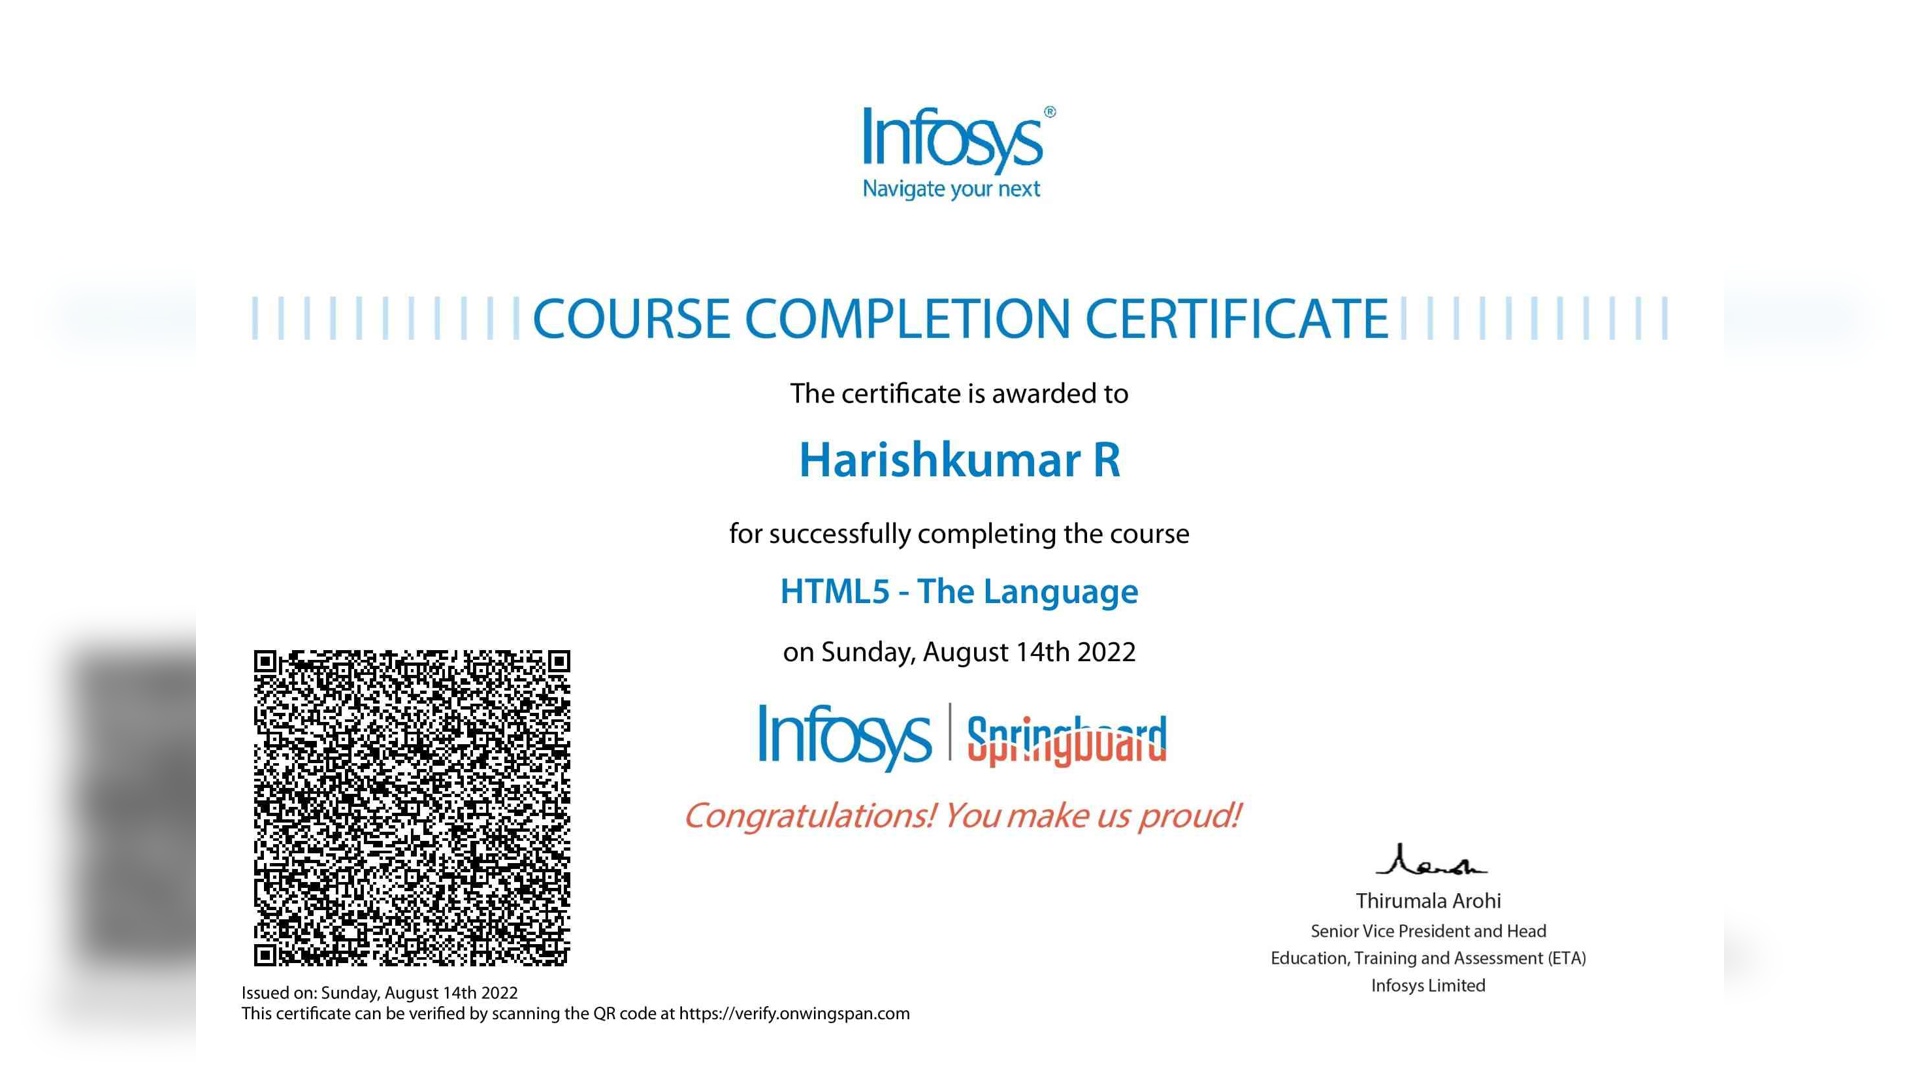 Infosys®
Navigate your next
COURSE COMPLETION CERTIFICATE
The certificate is awarded to
Harishkumar R
for successfully completing the course
HTML5 - The Language
on Sunday, August 14th 2022
Infosys | Springboard
Congratulations! You make us proud!
Thirumala Arohi
Senior Vice President and Head
Education, Training and Assessment (ETA)
Infosys Limited
Issued on: Sunday, August 14th 2022
This certificate can be verified by scanning the QR code at https://verify.onwingspan.com